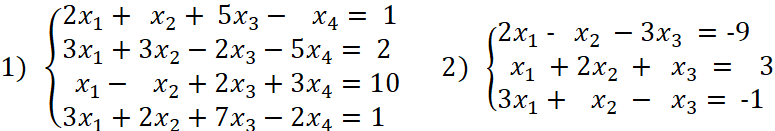 1) 2x₁ + x₂ + 5x₃ − x₄ = 1
3x₁ + 3x₂ − 2x₃ − 5x₄ = 2
x₁ − x₂ + 2x₃ + 3x₄ = 10
3x₁ + 2x₂ + 7x₃ − 2x₄ = 1
2) 2x₁ - x₂ − 3x₃ = -9
x₁ + 2x₂ + x₃ = 3
3x₁ + x₂ − x₃ = -1